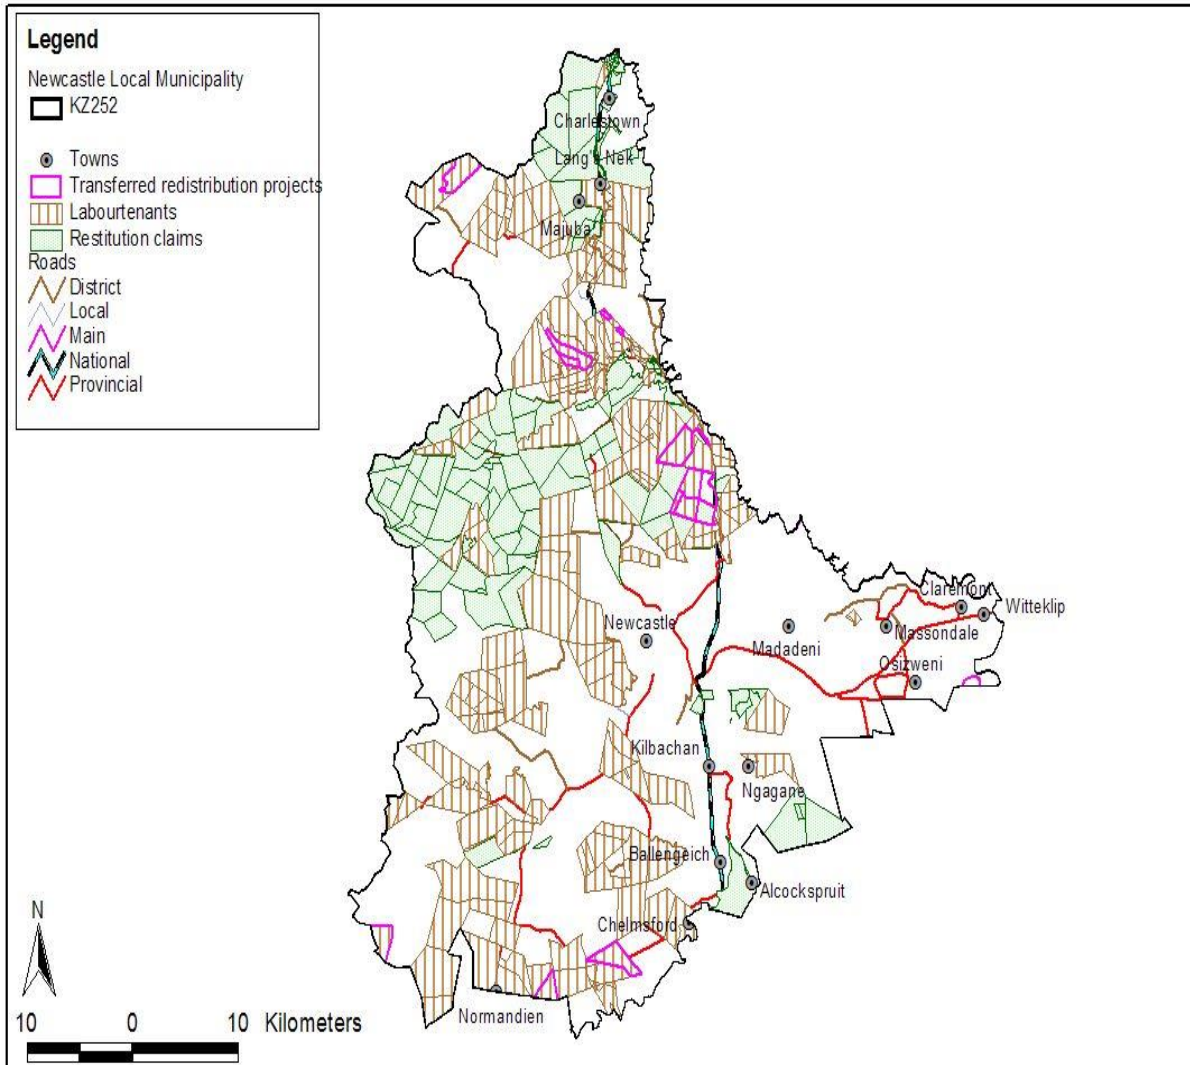 Legend
Newcastle Local Municipality
KZ252
Towns
Transferred redistribution projects
Labourtenants
Restitution claims
Roads
District
Local
Main
National
Provincial
Charlestown
Lang's Nek
Majuba
Claremont
Witteklip
Newcastle
Madadeni
Massondale
Osizweni
Kilbachan
Ngagane
Ballengeich
Alcockspruit
Chelmsford
Normandien
N
10 0 10 Kilometers